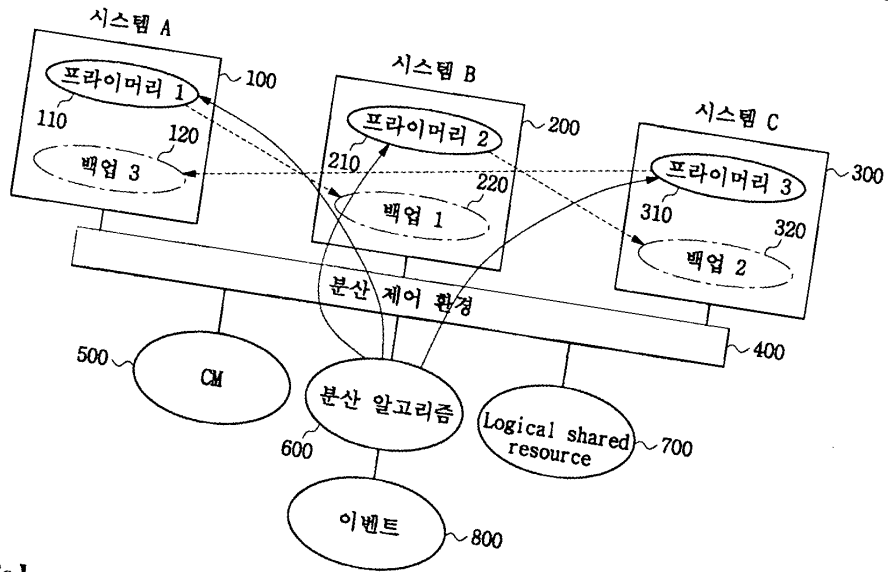 시스템 A
프라이머리 1
100
110
120
백업 3
시스템 B
프라이머리 2
200
210
220
백업 1
시스템 C
프라이머리 3
300
310
320
백업 2
분산 제어 환경
400
500
CM
분산 알고리즘
600
Logical shared
resource
700
이벤트
800